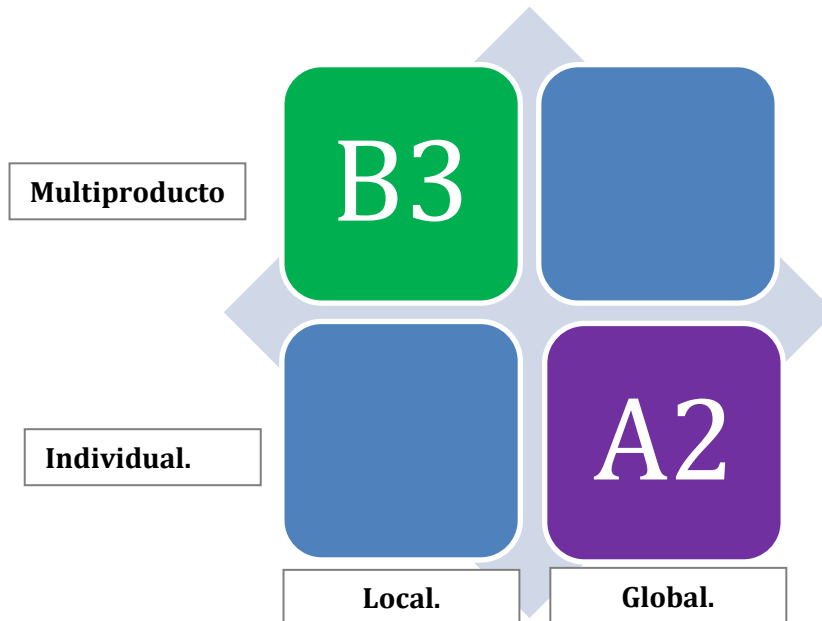 B3
Multiproducto
A2
Individual.
Local.
Global.